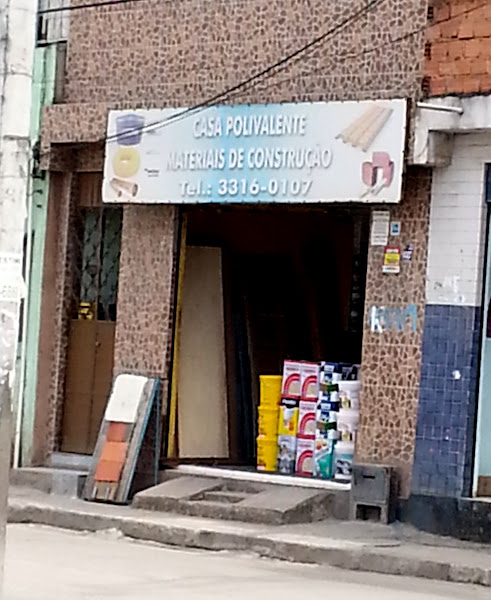 CASA POLIVALENTE
MATERIAIS DE CONSTRUÇÃO
Tel.: 3316-0107